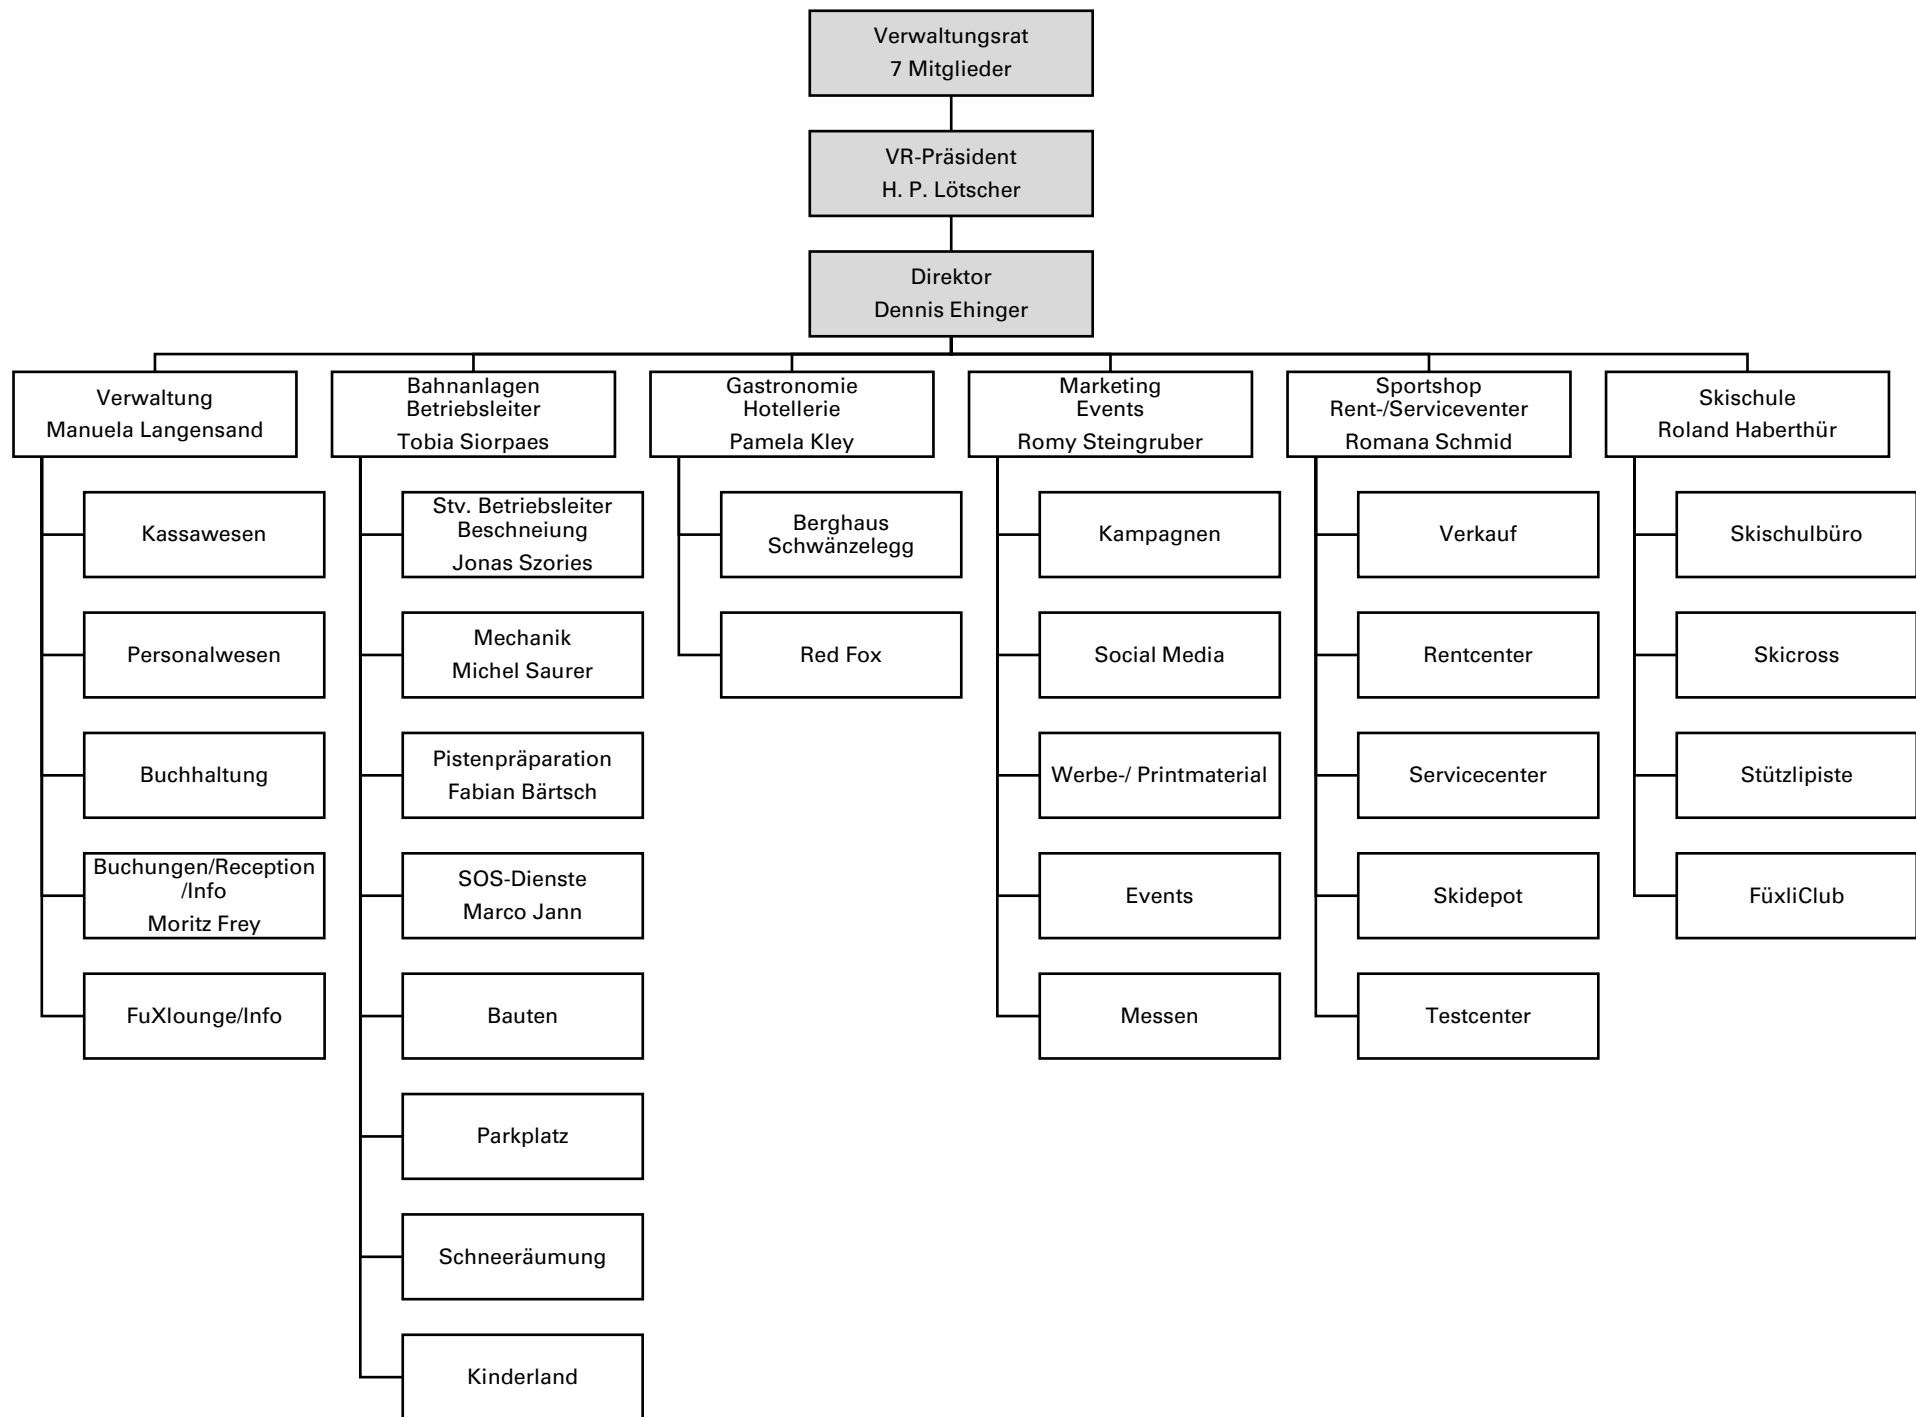 Verwaltungsrat
7 Mitglieder
VR-Präsident
H. P. Lötscher
Direktor
Dennis Ehinger
Verwaltung
Manuela Langensand
Kassawesen
Personalwesen
Buchhaltung
Buchungen/Reception
/Info
Moritz Frey
FuXlounge/Info
Bahnanlagen
Betriebsleiter
Tobia Siorpaes
Stv. Betriebsleiter
Beschneiung
Jonas Szories
Mechanik
Michel Saurer
Pistenpräparation
Fabian Bärtsch
SOS-Dienste
Marco Jann
Bauten
Parkplatz
Schneeräumung
Kinderland
Gastronomie
Hotellerie
Pamela Kley
Berghaus
Schwänzelegg
Red Fox
Marketing
Events
Romy Steingruber
Kampagnen
Social Media
Werbe-/ Printmaterial
Events
Messen
Sportshop
Rent-/Serviceventer
Romana Schmid
Verkauf
Rentcenter
Servicecenter
Skidepot
Testcenter
Skischule
Roland Haberthür
Skischulbüro
Skicross
Stützlipiste
FüxliClub